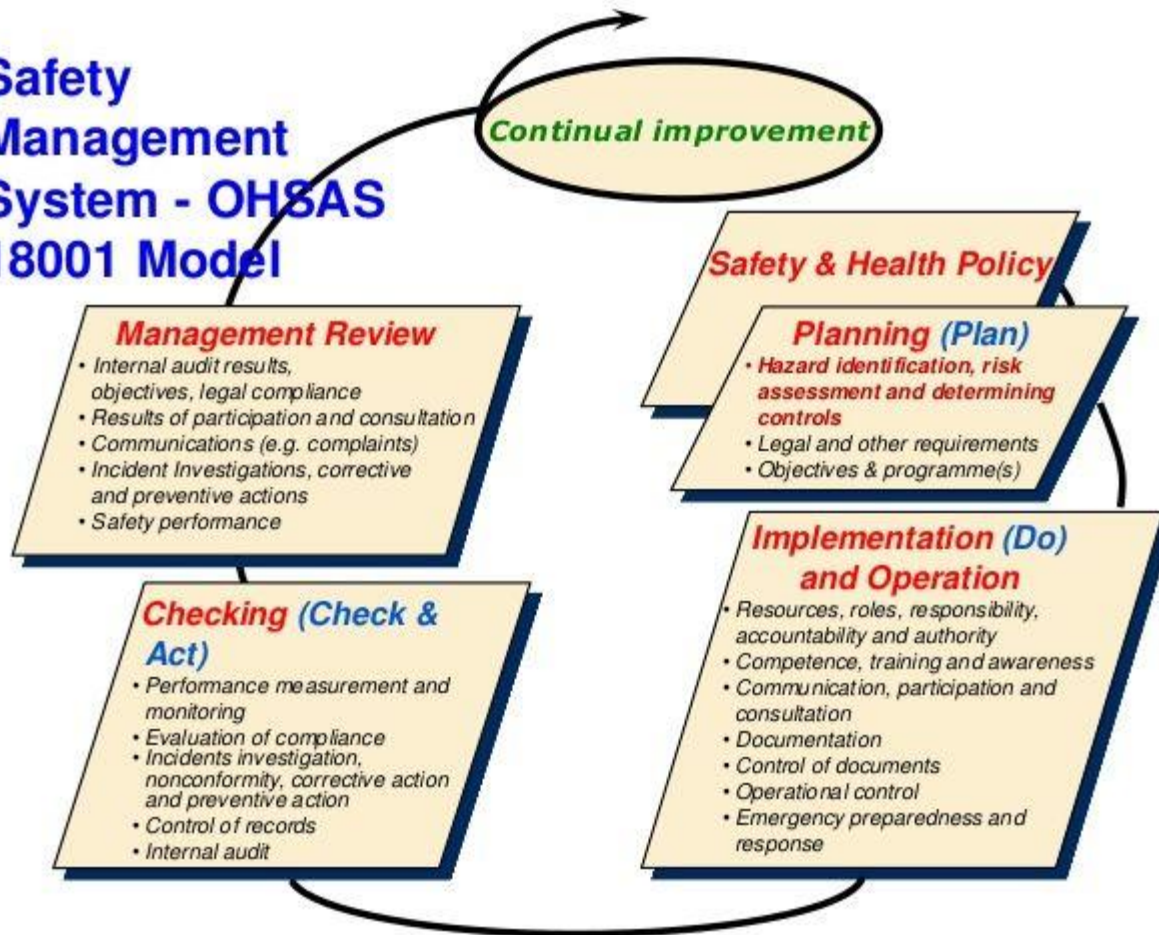 Safety
Management
System - OHSAS
18001 Model
Continual improvement
Safety & Health Policy
Planning (Plan)
• Hazard identification, risk
assessment and determining
controls
• Legal and other requirements
• Objectives & programme(s)
Implementation (Do)
and Operation
• Resources, roles, responsibility,
accountability and authority
• Competence, training and awareness
• Communication, participation and
consultation
• Documentation
• Control of documents
• Operational control
• Emergency preparedness and
response
Checking (Check &
Act)
• Performance measurement and
monitoring
• Evaluation of compliance
• Incidents investigation,
nonconformity, corrective action
and preventive action
• Control of records
• Internal audit
Management Review
• Internal audit results,
objectives, legal compliance
• Results of participation and consultation
• Communications (e.g. complaints)
• Incident Investigations, corrective
and preventive actions
• Safety performance